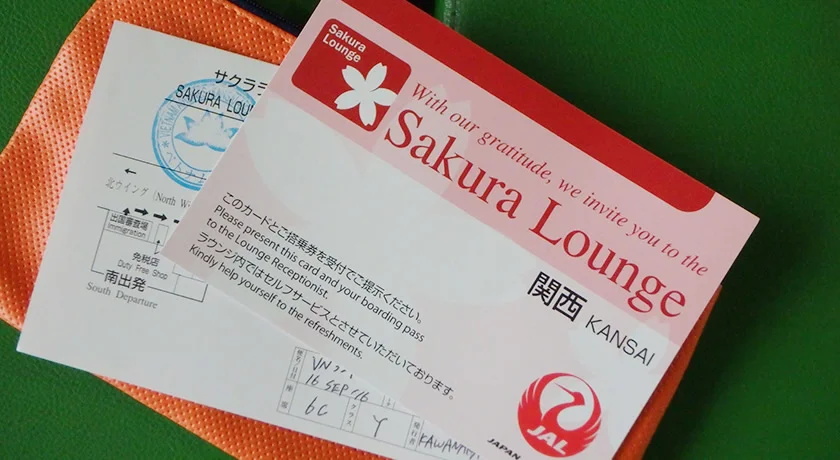 サクララ
SAKURA LOU
VIETNAM
北ウイング
North Wi
出国審査場
Immigration
免税店
Duty Free Shop
南出発
South Departure
16 SEP 16
6C
クラス
Y
Sakura
Lounge
With our gratitude, we invite you to the
Sakura Lounge
関西 KANSAI
このカードとご搭乗券を受付でご提示ください。
Please present this card and your boarding pass
to the Lounge Receptionist.
ラウンジ内ではセルフサービスとさせていただいております。
Kindly help yourself to the refreshments.
JAL
JAPAN